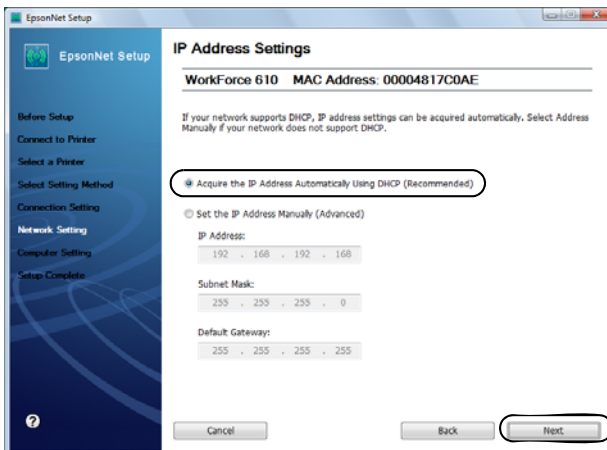 EpsonNet Setup
EpsonNet Setup
Before Setup
Connect to Printer
Select a Printer
Select Setting Method
Connection Setting
Network Setting
Computer Setting
Setup Complete
?
IP Address Settings
WorkForce 610 MAC Address: 00004817C0AE
If your network supports DHCP, IP address settings can be acquired automatically. Select Address
Manually if your network does not support DHCP.
Acquire the IP Address Automatically Using DHCP (Recommended)
Set the IP Address Manually (Advanced)
IP Address:
192 . 168 . 192 . 168
Subnet Mask:
255 . 255 . 255 . 0
Default Gateway:
255 . 255 . 255 . 255
Cancel
Back
Next